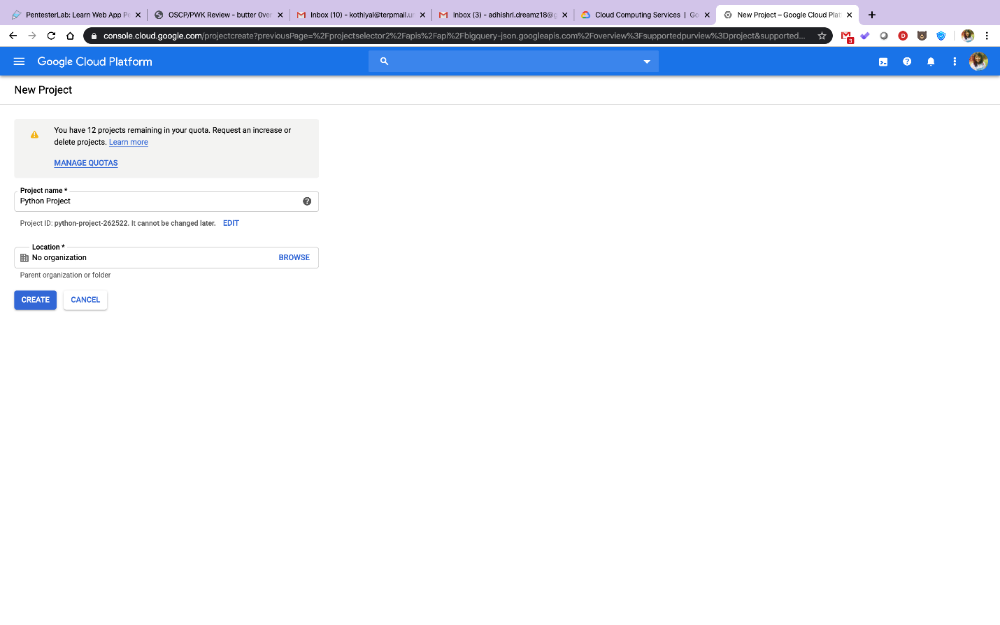 PentesterLab: Learn Web App Pe
OSCP/PWK Review - butter 0ver
Inbox (10) - kothiyal@terpmail.um
Inbox (3) - adhishri.dreamz18@g
Cloud Computing Services | Go
New Project – Google Cloud Plat
console.cloud.google.com/projectcreate?previousPage=%2Fprojectselector2%2Fapis%2Fapi%2Fbigquery-json.googleapis.com%2Foverview%3Fsupportedpurview%3Dproject&supported...
3
D
Google Cloud Platform
New Project
You have 12 projects remaining in your quota. Request an increase or
delete projects. Learn more
MANAGE QUOTAS
Project name *
Python Project
Project ID: python-project-262522. It cannot be changed later. EDIT
Location *
No organization BROWSE
Parent organization or folder
CREATE CANCEL